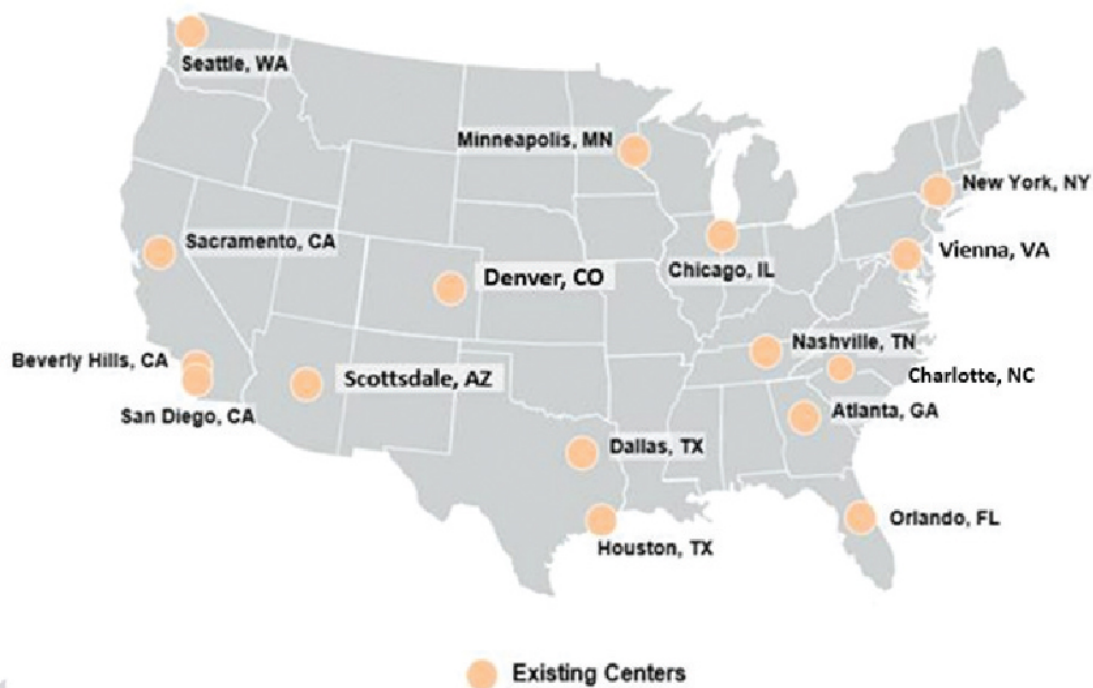 Seattle, WA
Minneapolis, MN
New York, NY
Sacramento, CA
Vienna, VA
Chicago, IL
Denver, CO
Nashville, TN
Beverly Hills, CA
Scottsdale, AZ
Charlotte, NC
San Diego, CA
Atlanta, GA
Dallas, TX
Orlando, FL
Houston, TX
Existing Centers